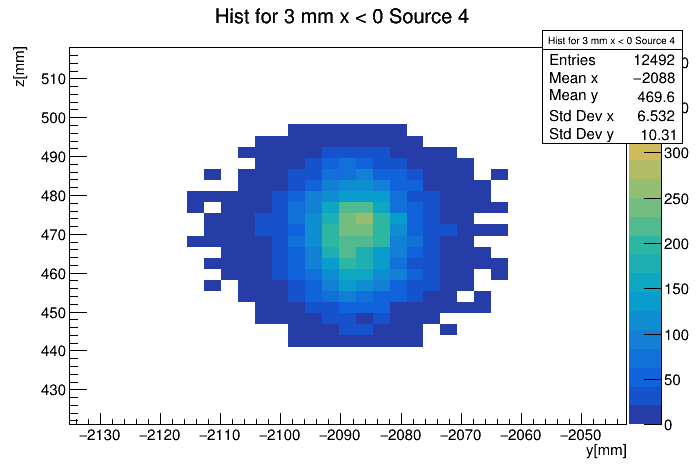 Hist for 3 mm x < 0 Source 4
z[mm]
Hist for 3 mm x < 0 Source 4
Entries 12492
Mean x −2088
Mean y 469.6
Std Dev x 6.532
Std Dev y 10.31
510
500
490
480
470
460
450
440
430
−2130 −2120 −2110 −2100 −2090 −2080 −2070 −2060 −2050
y[mm]
300
250
200
150
100
50
0